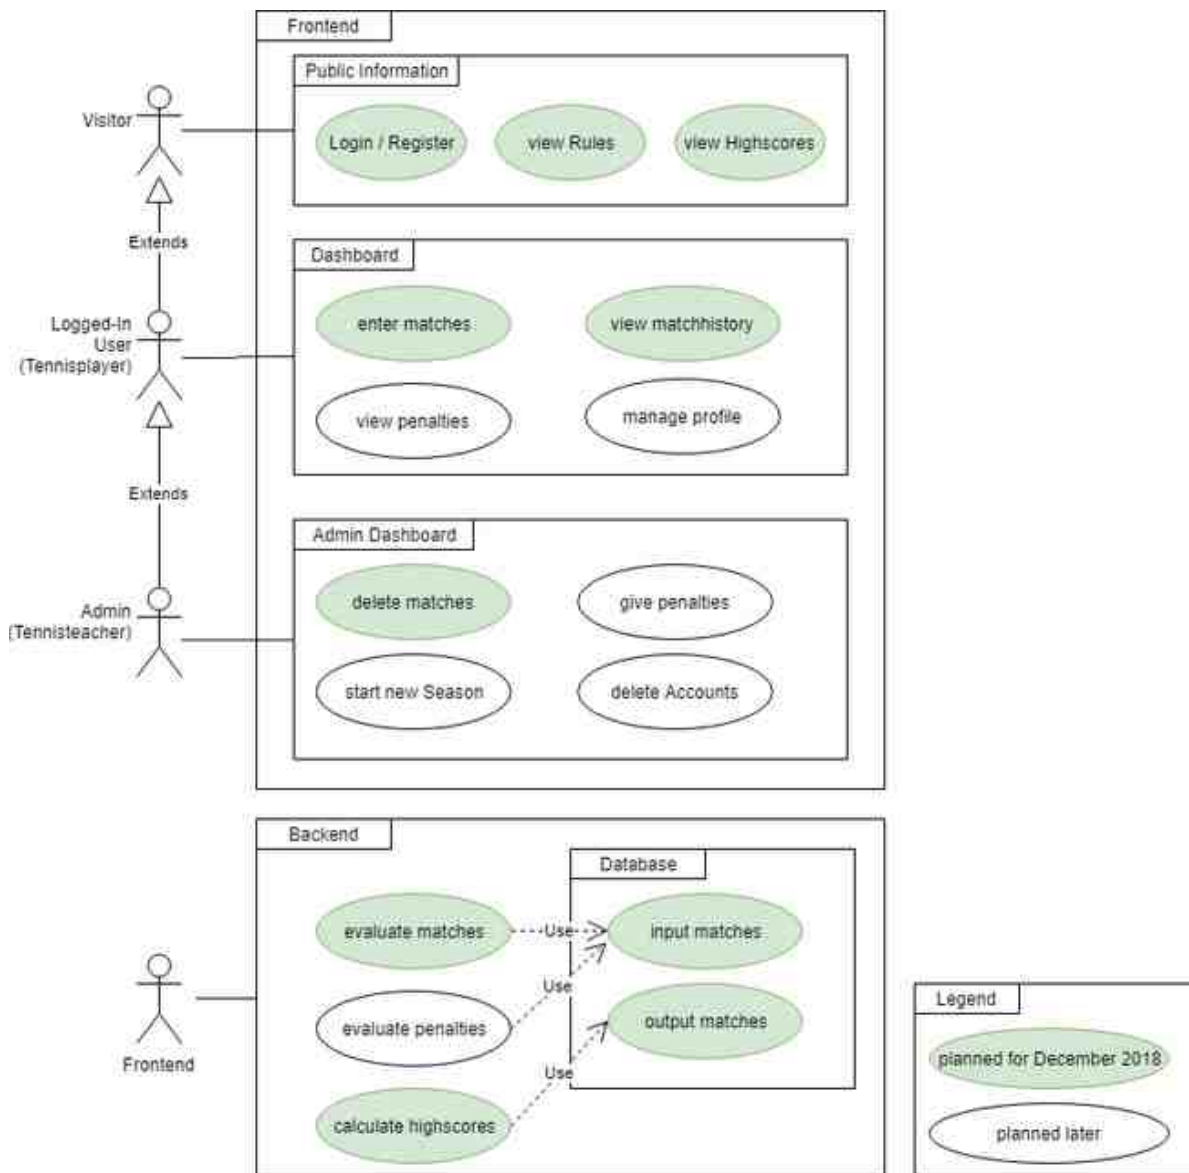 Frontend
Public Information
Visitor
Login / Register
view Rules
view Highscores
Extends
Dashboard
Logged-In
User
(Tennisplayer)
enter matches
view matchhistory
view penalties
manage profile
Extends
Admin Dashboard
Admin
(Tennisteacher)
delete matches
give penalties
start new Season
delete Accounts
Backend
Database
evaluate matches
Use
input matches
Use
evaluate penalties
output matches
Use
calculate highscores
Frontend
Legend
planned for December 2018
planned later